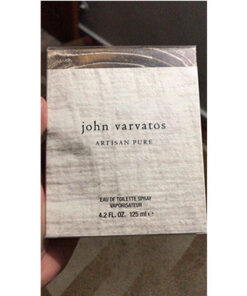 john varvatos
ARTISAN PURE
EAU DE TOILETTE SPRAY
VAPORISATEUR
4.2 FL. OZ. 125 ml ℮